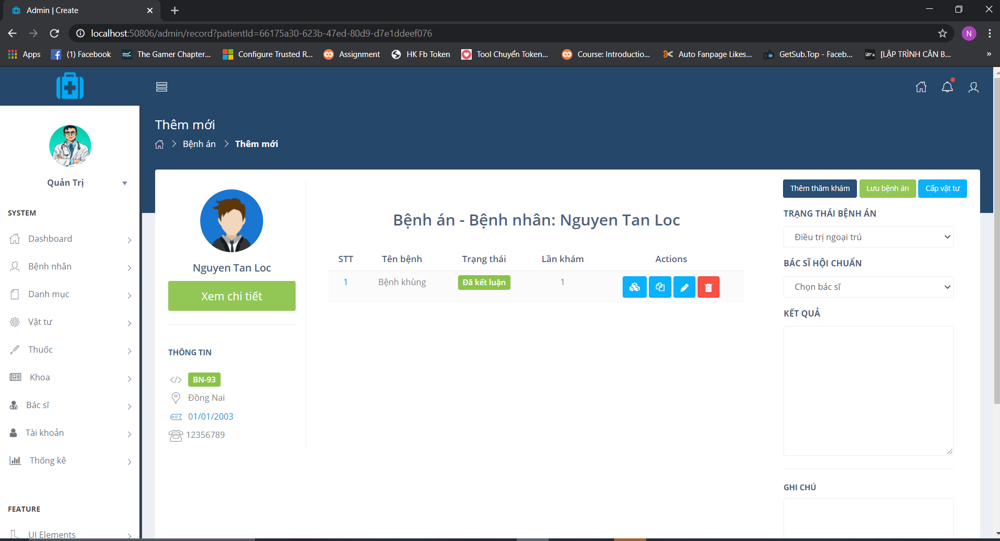 Admin | Create
localhost:50806/admin/record?patientId=66175a30-623b-47ed-80d9-d7e1ddeef076
N
Apps
(1) Facebook
The Gamer Chapter...
Configure Trusted R...
Assignment
HK Fb Token
Tool Chuyển Token...
Course: Introductio...
Auto Fanpage Likes...
GetSub.Top - Faceb...
[LẬP TRÌNH CĂN B...
»
Quản Trị
SYSTEM
Dashboard
Bệnh nhân
Danh mục
Vật tư
Thuốc
Khoa
Bác sĩ
Tài khoản
Thống kê
FEATURE
UI Elements
Thêm mới
Bệnh án
Thêm mới
Nguyen Tan Loc
Xem chi tiết
THÔNG TIN
BN-93
Đồng Nai
01/01/2003
12356789
Bệnh án - Bệnh nhân: Nguyen Tan Loc
STT Tên bệnh Trạng thái Lần khám Actions
1 Bệnh khùng Đã kết luận 1
Thêm thăm khám
Lưu bệnh án
Cấp vật tư
TRẠNG THÁI BỆNH ÁN
Điều trị ngoại trú
BÁC SĨ HỘI CHUẨN
Chọn bác sĩ
KẾT QUẢ
GHI CHÚ